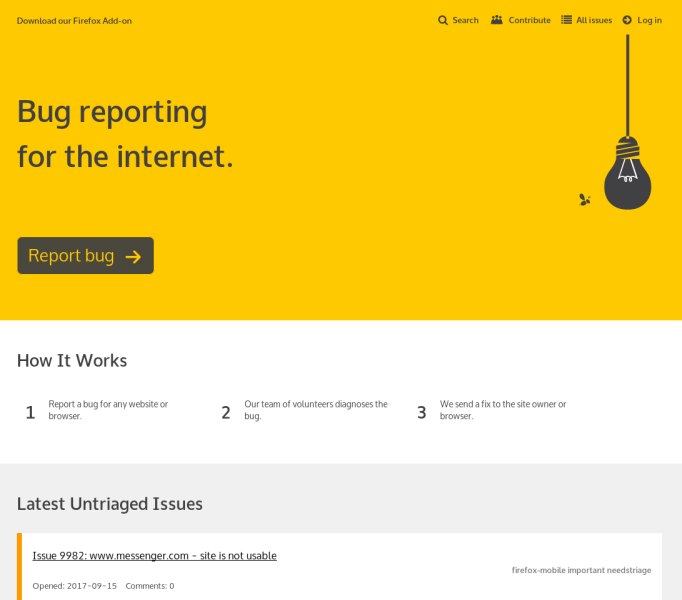 Download our Firefox Add-on
Search
Contribute
All issues
Log in
Bug reporting
for the internet.
Report bug
How It Works
1
Report a bug for any website or
browser.
2
Our team of volunteers diagnoses the
bug.
3
We send a fix to the site owner or
browser.
Latest Untriaged Issues
Issue 9982: www.messenger.com - site is not usable
firefox-mobile important needstriage
Opened: 2017-09-15 Comments: 0